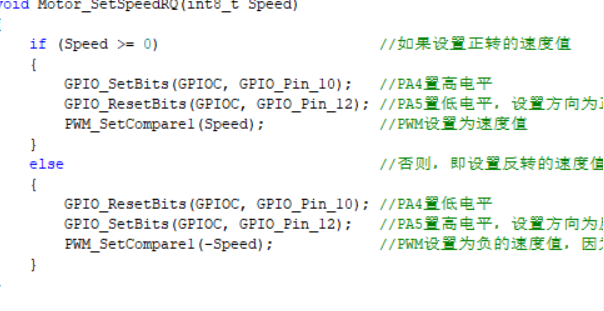 void Motor_SetSpeedRQ(int8_t Speed)
{
if (Speed >= 0) //如果设置正转的速度值
{
GPIO_SetBits(GPIOC, GPIO_Pin_10); //PA4置高电平
GPIO_ResetBits(GPIOC, GPIO_Pin_12); //PA5置低电平，设置方向为
PWM_SetCompare1(Speed); //PWM设置为速度值
}
else //否则，即设置反转的速度值
{
GPIO_ResetBits(GPIOC, GPIO_Pin_10); //PA4置低电平
GPIO_SetBits(GPIOC, GPIO_Pin_12); //PA5置高电平，设置方向为
PWM_SetCompare1(-Speed); //PWM设置为负的速度值，因为
}